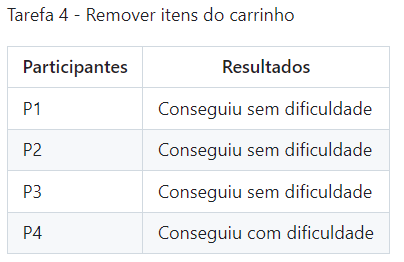 Tarefa 4 - Remover itens do carrinho
Participantes Resultados
P1 Conseguiu sem dificuldade
P2 Conseguiu sem dificuldade
P3 Conseguiu sem dificuldade
P4 Conseguiu com dificuldade